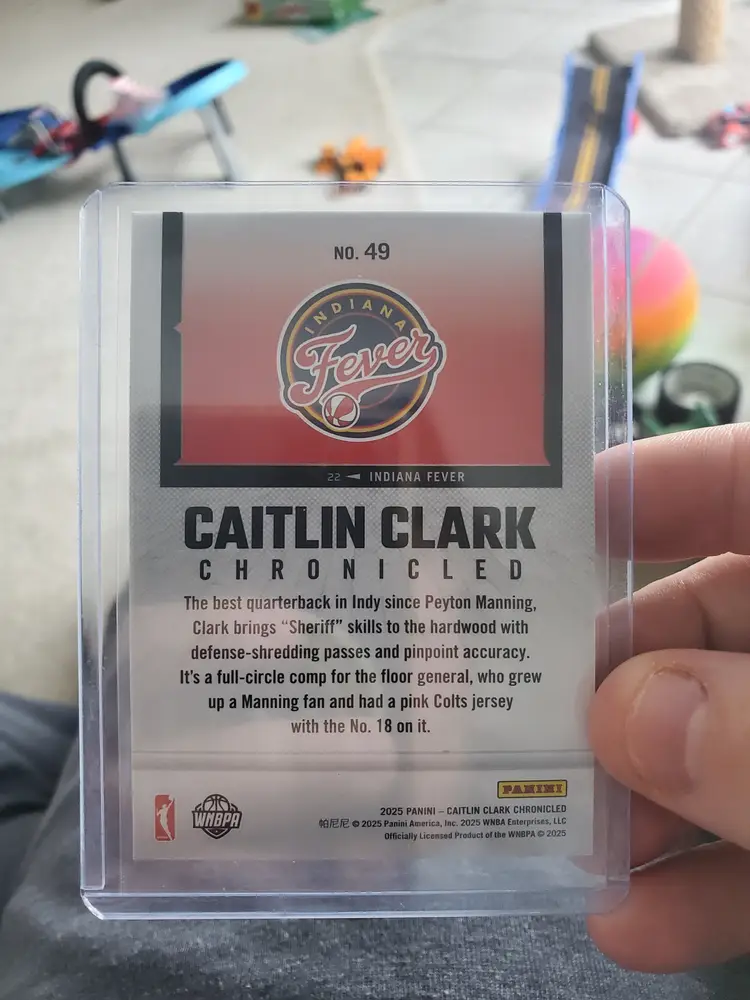 NO. 49
INDIANA
Fever
22 ◄ INDIANA FEVER
CAITLIN CLARK
CHRONICLED
The best quarterback in Indy since Peyton Manning,
Clark brings “Sheriff” skills to the hardwood with
defense-shredding passes and pinpoint accuracy.
It's a full-circle comp for the floor general, who grew
up a Manning fan and had a pink Colts jersey
with the No. 18 on it.
PANINI
WNBPA
2025 PANINI – CAITLIN CLARK CHRONICLED
帕尼尼 © 2025 Panini America, Inc. 2025 WNBA Enterprises, LLC
Officially Licensed Product of the WNBPA © 2025